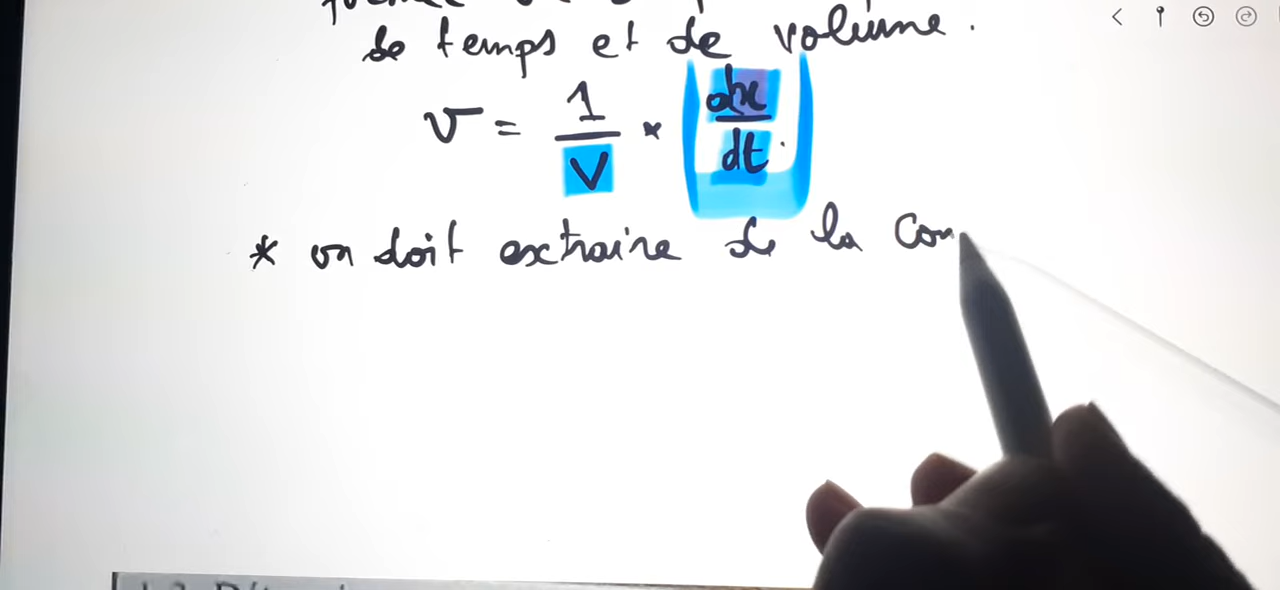 de temps et de volume.
v = 1/V * (dx/dt)
* on doit extraire de la con